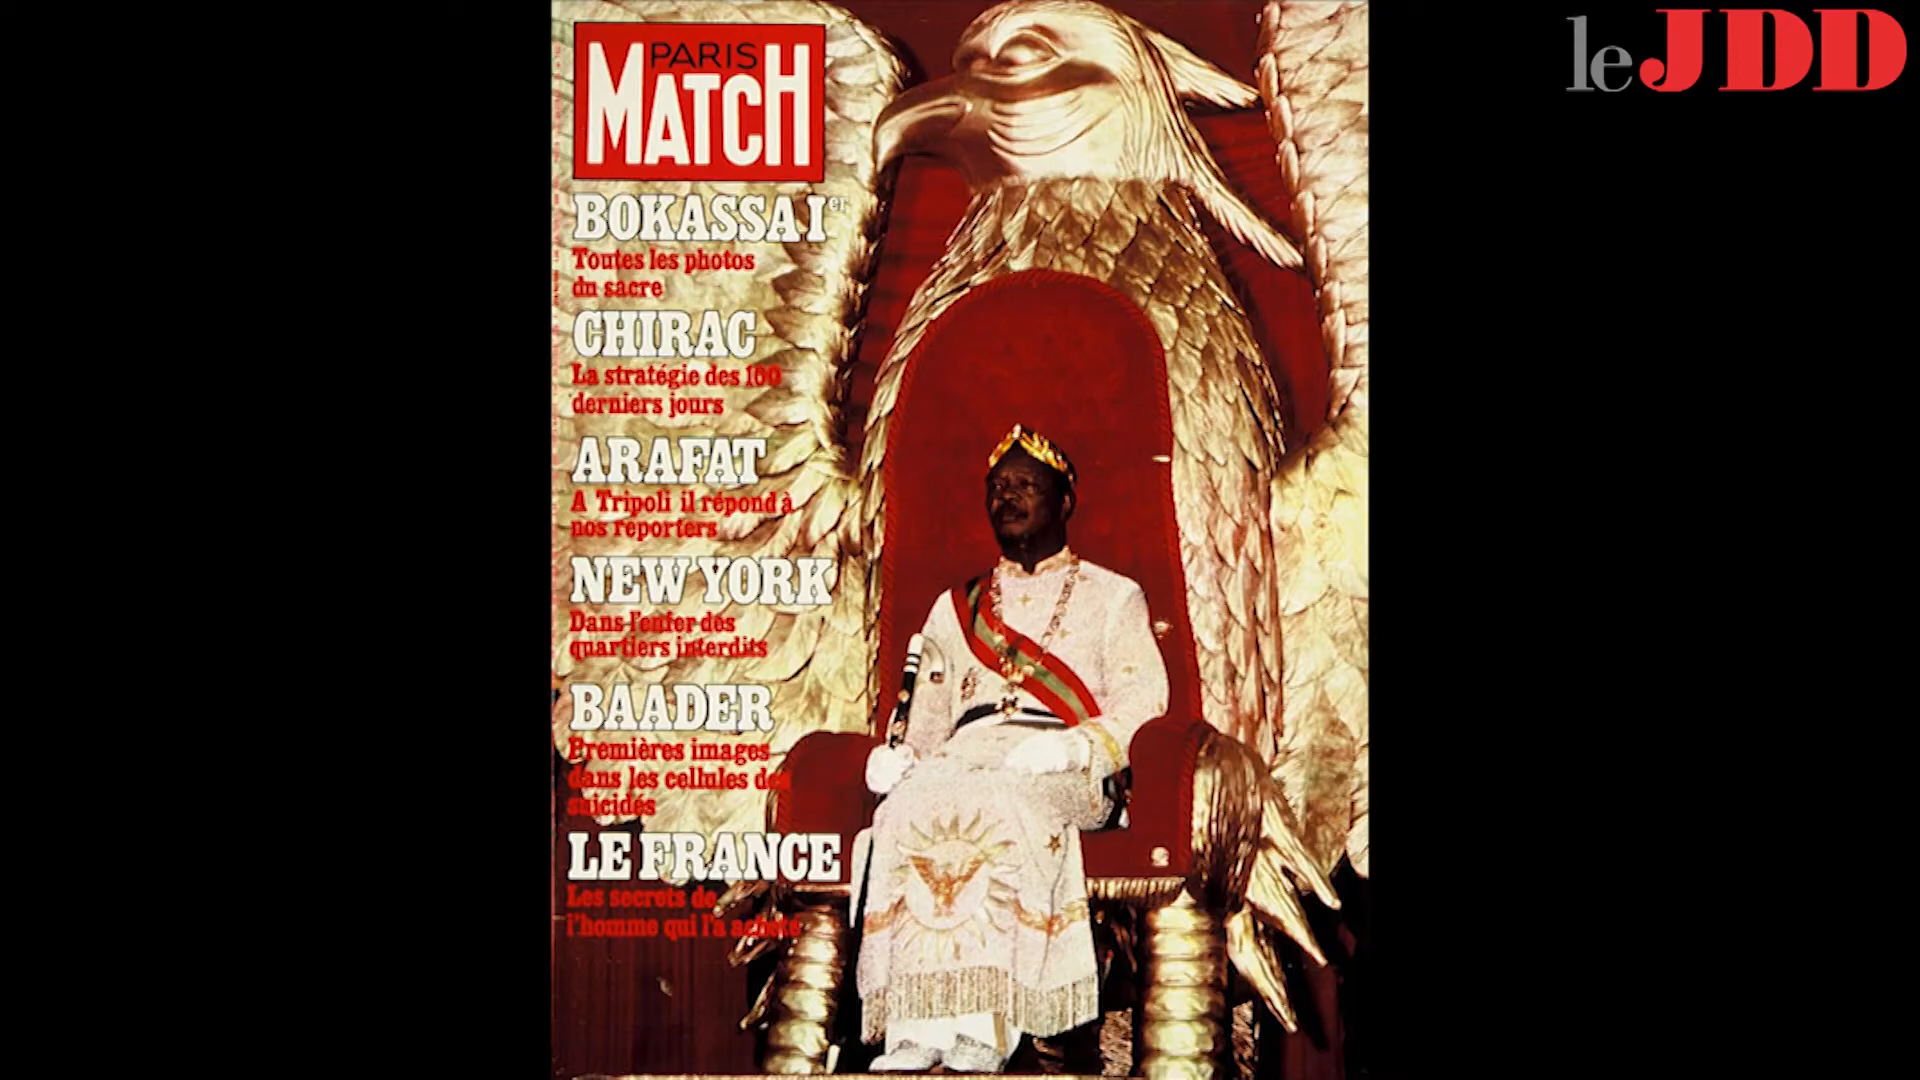 PARIS
MATCH
BOKASSA Ier
Toutes les photos
du sacre
CHIRAC
La stratégie des 100
derniers jours
ARAFAT
A Tripoli il répond à
nos reporters
NEW YORK
Dans l'enfer des
quartiers interdits
BAADER
Premières images
dans les cellules des
suicidés
LE FRANCE
Les secrets de
l'homme qui l'a acheté
le JDD